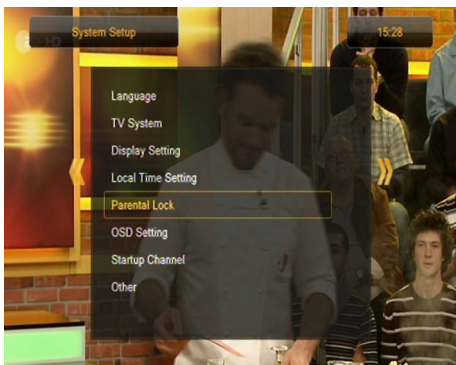 System Setup
15:28
Language
TV System
Display Setting
Local Time Setting
Parental Lock
OSD Setting
Startup Channel
Other